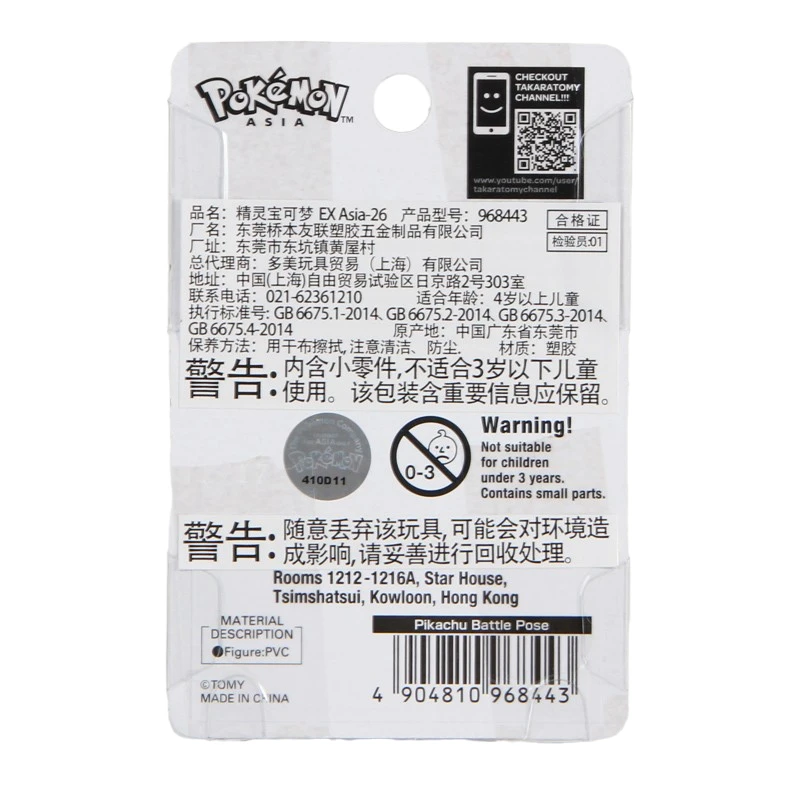 POKéMON
ASIA
TM
CHECKOUT
TAKARATOMY
CHANNEL!!!
www.youtube.com/user/
takaratomychannel
品名：精灵宝可梦 EX Asia-26 产品型号：968443
合格证
厂名：东莞桥本友联塑胶五金制品有限公司
检验员:01
厂址：东莞市东坑镇黄屋村
总代理商：多美玩具贸易（上海）有限公司
地址：中国(上海)自由贸易试验区日京路2号303室
联系电话：021-62361210 适合年龄：4岁以上儿童
执行标准号: GB 6675.1-2014、GB 6675.2-2014、GB 6675.3-2014、
GB 6675.4-2014 原产地：中国广东省东莞市
保养方法：用干布擦拭, 注意清洁、防尘. 材质：塑胶
警告: 内含小零件,不适合3岁以下儿童
使用。该包装含重要信息应保留。
POKéMON
410D11
0-3
Warning!
Not suitable
for children
under 3 years.
Contains small parts.
警告: 随意丢弃该玩具,可能会对环境造
成影响,请妥善进行回收处理。
Rooms 1212-1216A, Star House,
Tsimshatsui, Kowloon, Hong Kong
MATERIAL
DESCRIPTION
Figure:PVC
©TOMY
MADE IN CHINA
Pikachu Battle Pose
4 904810 968443